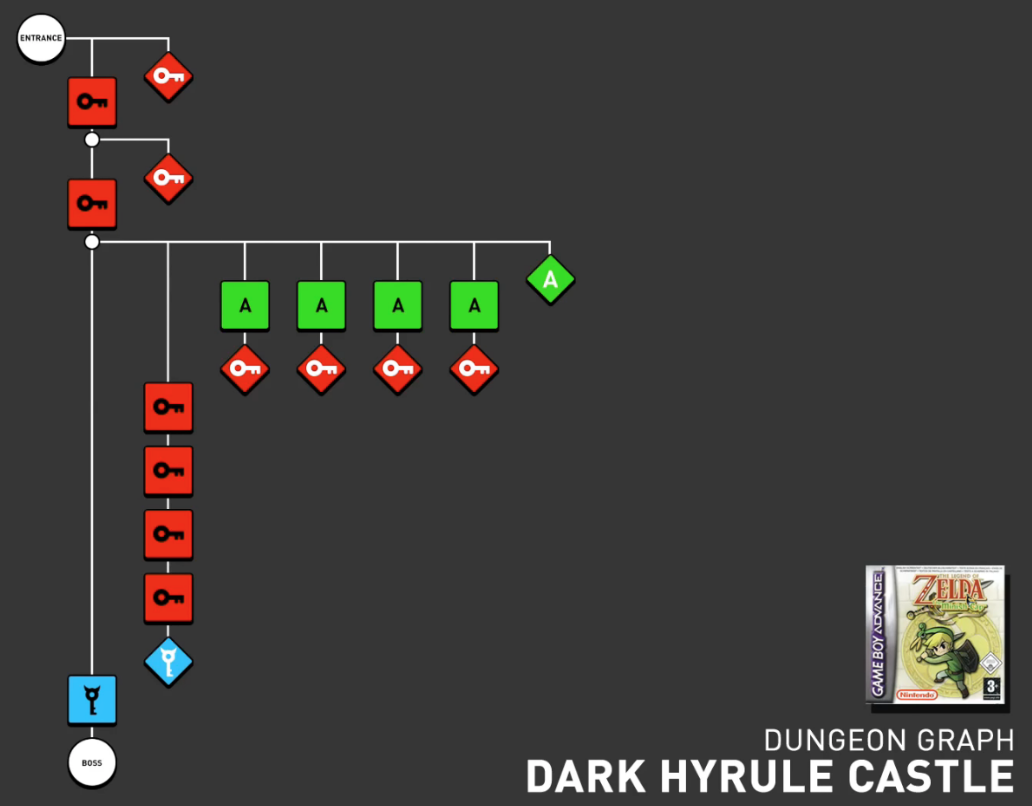 ENTRANCE
A
A A A A
BOSS
GAME BOY ADVANCE
THE LEGEND OF
ZELDA
Nintendo
3+
DUNGEON GRAPH
DARK HYRULE CASTLE